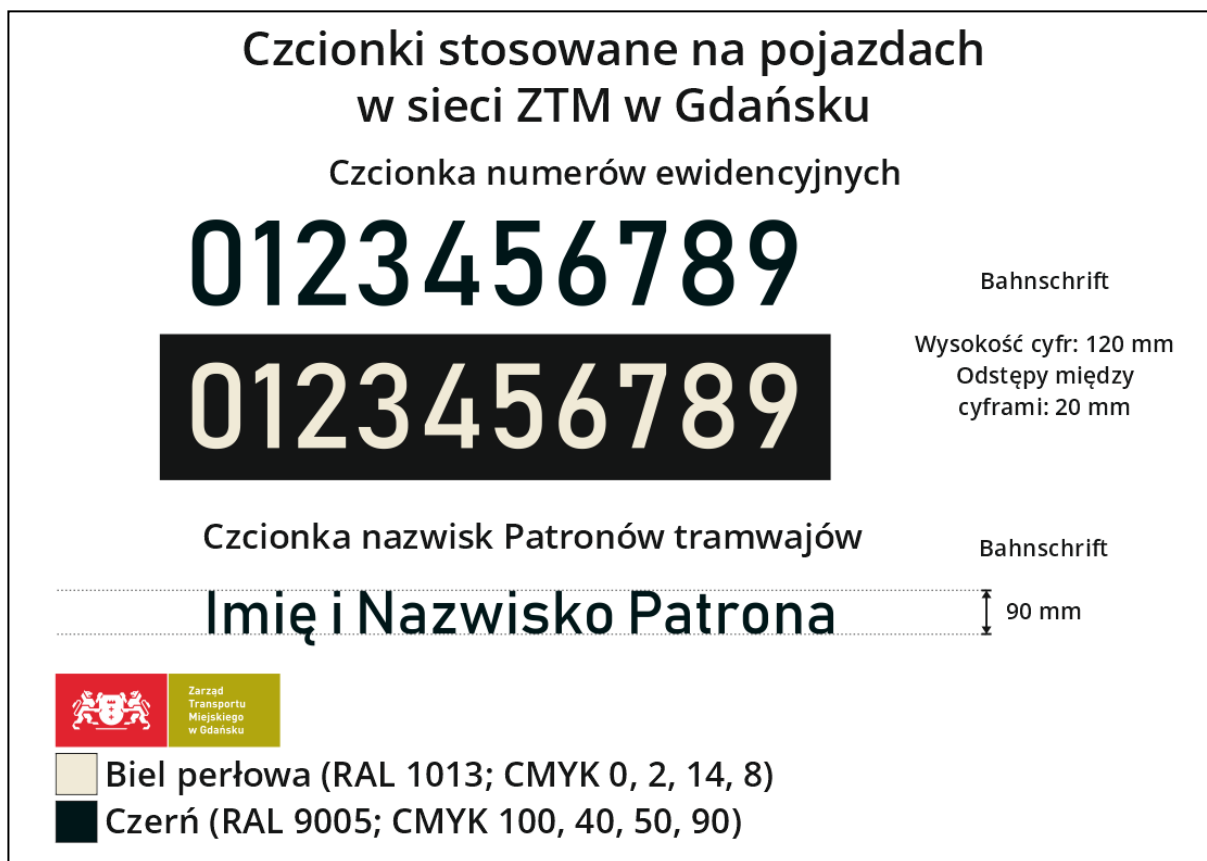 Czcionki stosowane na pojazdach
w sieci ZTM w Gdańsku
Czcionka numerów ewidencyjnych
0123456789
Bahnschrift
0123456789
Wysokość cyfr: 120 mm
Odstępy między
cyframi: 20 mm
Czcionka nazwisk Patronów tramwajów
Bahnschrift
Imię i Nazwisko Patrona
90 mm
Zarząd
Transportu
Miejskiego
w Gdańsku
Biel perłowa (RAL 1013; CMYK 0, 2, 14, 8)
Czerń (RAL 9005; CMYK 100, 40, 50, 90)